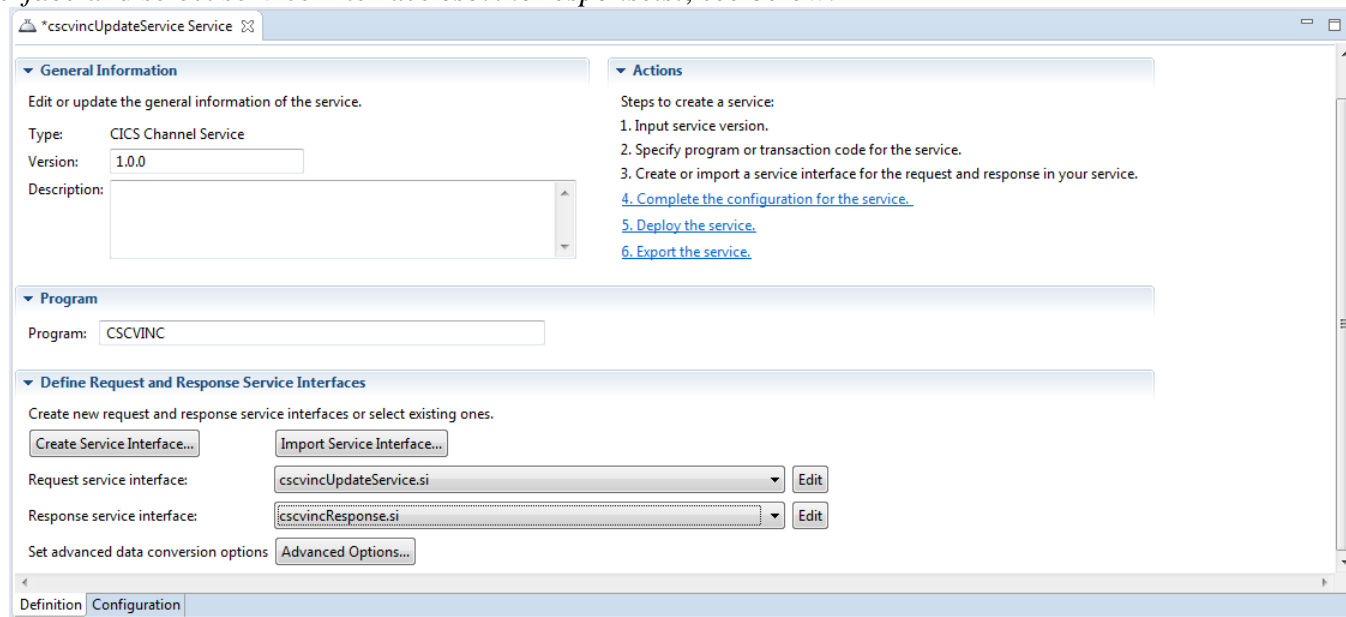 *cscvincUpdateService Service
General Information
Edit or update the general information of the service.
Type: CICS Channel Service
Version: 1.0.0
Description:
Actions
Steps to create a service:
1. Input service version.
2. Specify program or transaction code for the service.
3. Create or import a service interface for the request and response in your service.
4. Complete the configuration for the service.
5. Deploy the service.
6. Export the service.
Program
Program: CSCVINC
Define Request and Response Service Interfaces
Create new request and response service interfaces or select existing ones.
Create Service Interface... Import Service Interface...
Request service interface: cscvincUpdateService.si Edit
Response service interface: cscvincResponse.si Edit
Set advanced data conversion options Advanced Options...
Definition Configuration